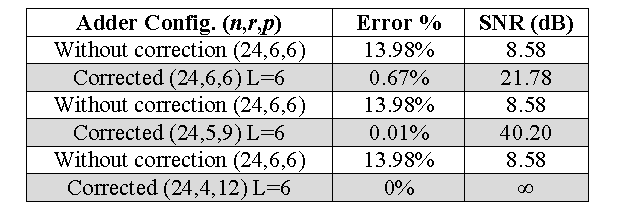 Adder Config. (n,r,p) Error % SNR (dB)
Without correction (24,6,6) 13.98% 8.58
Corrected (24,6,6) L=6 0.67% 21.78
Without correction (24,6,6) 13.98% 8.58
Corrected (24,5,9) L=6 0.01% 40.20
Without correction (24,6,6) 13.98% 8.58
Corrected (24,4,12) L=6 0% ∞